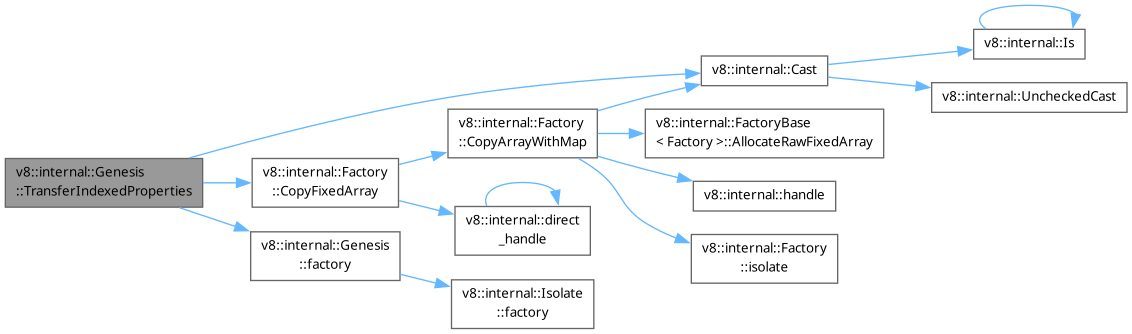 v8::internal::Genesis
::TransferIndexedProperties
v8::internal::Factory
::CopyFixedArray
v8::internal::Genesis
::factory
v8::internal::Factory
::CopyArrayWithMap
v8::internal::direct
_handle
v8::internal::Isolate
::factory
v8::internal::Cast
v8::internal::FactoryBase
< Factory >::AllocateRawFixedArray
v8::internal::handle
v8::internal::Factory
::isolate
v8::internal::Is
v8::internal::UncheckedCast